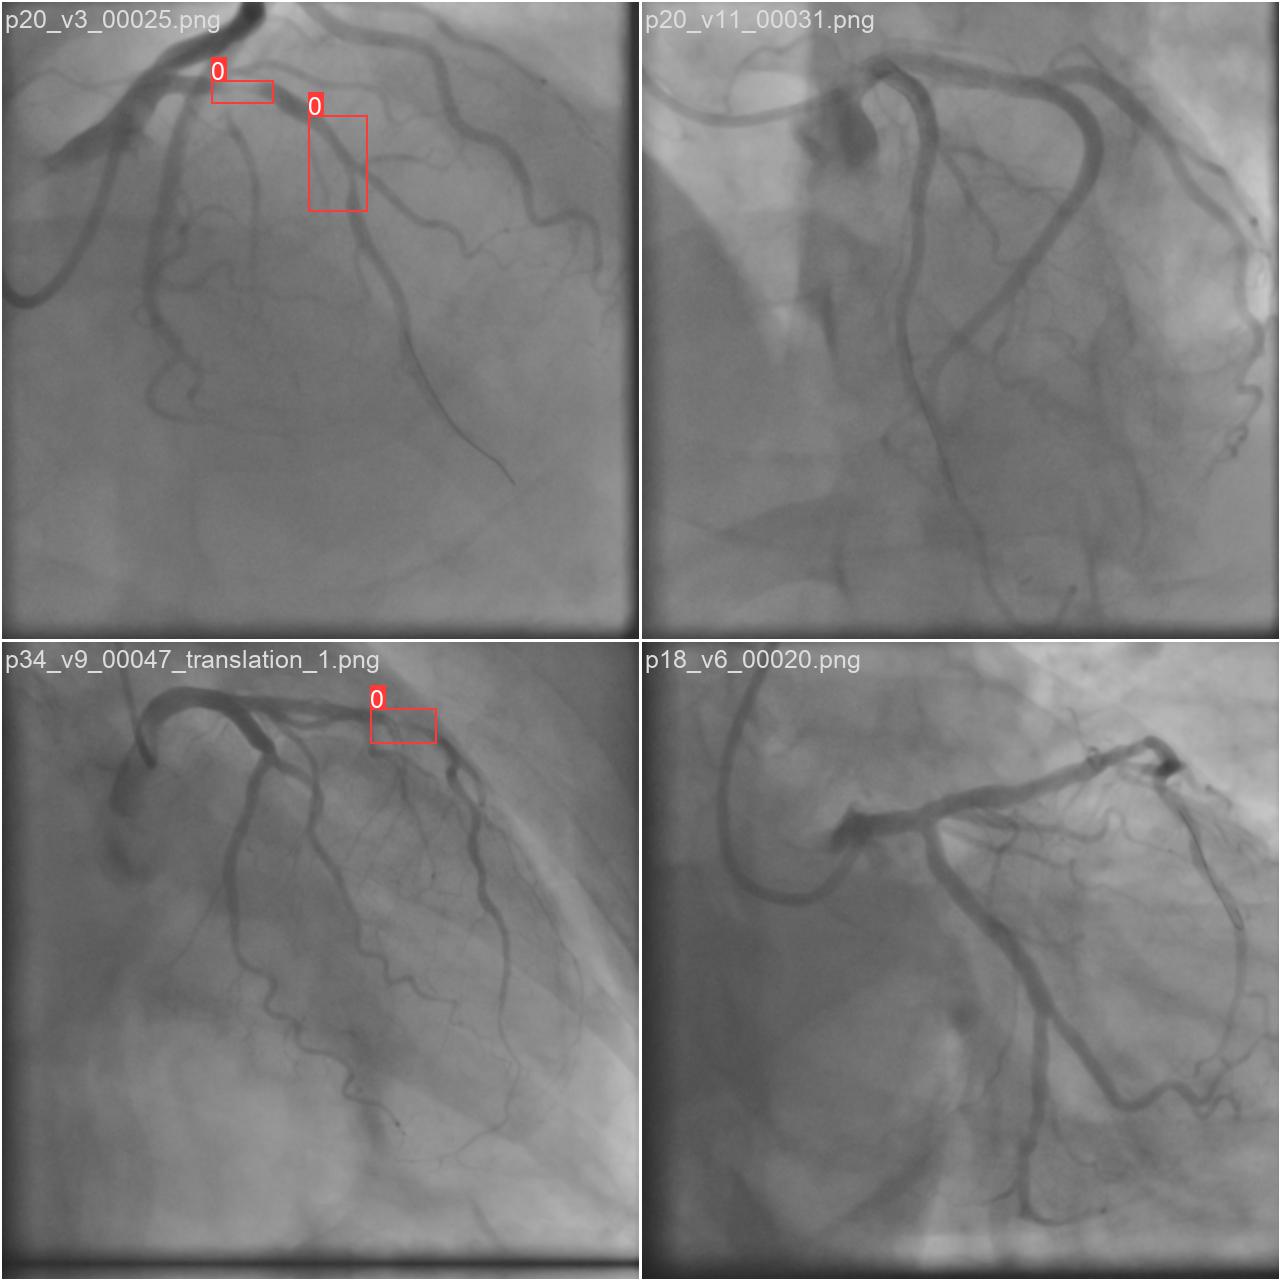 p20_v3_00025.png
p20_v11_00031.png
0
0
p34_v9_00047_translation_1.png
p18_v6_00020.png
0